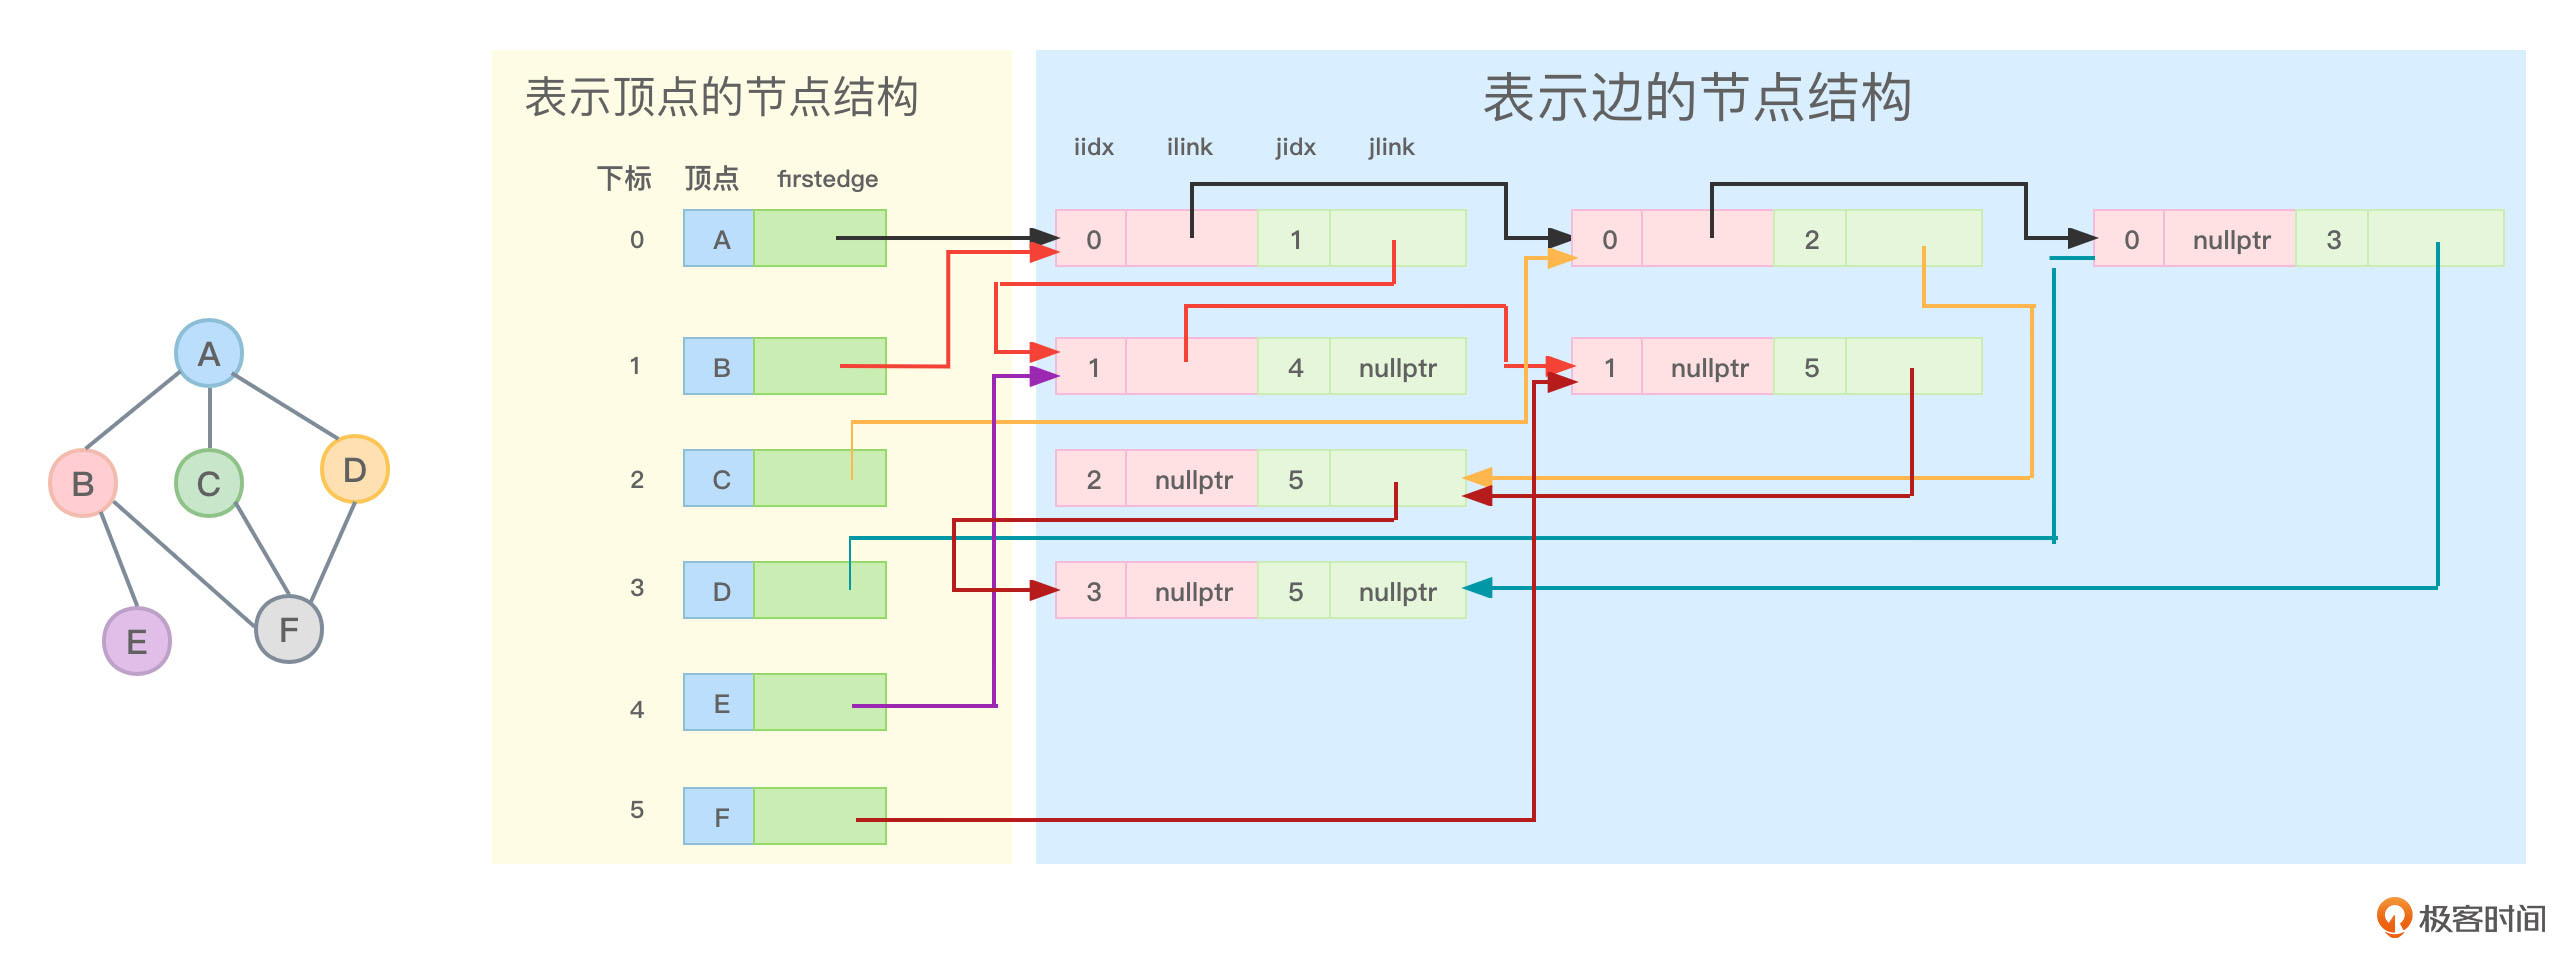 表示顶点的节点结构
表示边的节点结构
iidx ilink jidx jlink
下标 顶点 firstedge
0 A 0 1 0 2 0 nullptr 3
1 B 1 4 nullptr 1 nullptr 5
2 C 2 nullptr 5
3 D 3 nullptr 5 nullptr
4 E
5 F
A
B C D
E F
极客时间